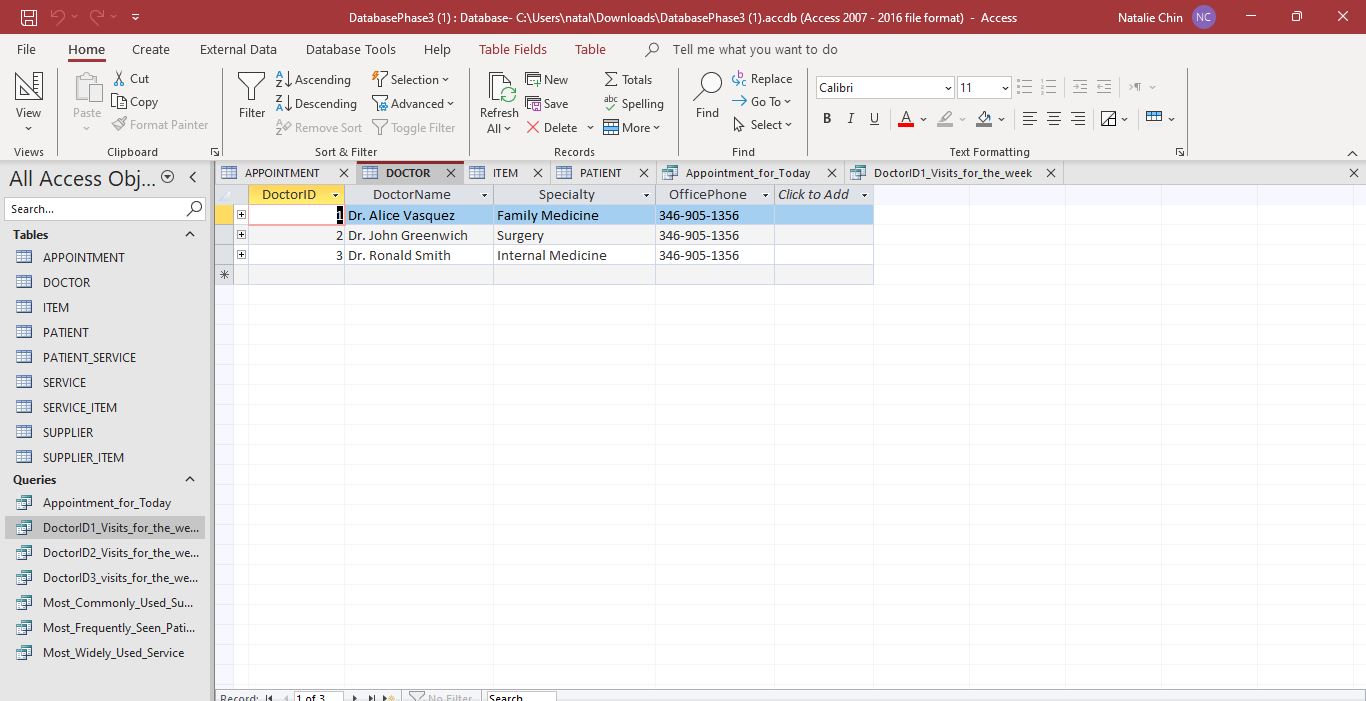 DatabasePhase3 (1) : Database- C:\Users\natal\Downloads\DatabasePhase3 (1).accdb (Access 2007 - 2016 file format) - Access
Natalie Chin NC
File Home Create External Data Database Tools Help Table Fields Table Tell me what you want to do
View
Views
Paste
Cut
Copy
Format Painter
Clipboard
Filter
Ascending
Descending
Remove Sort
Selection
Advanced
Toggle Filter
Sort & Filter
Refresh
All
New
Save
Delete
Totals
Spelling
More
Records
Find
Replace
Go To
Select
Find
Calibri 11
B I U A
Text Formatting
All Access Obj...
Search...
Tables
APPOINTMENT
DOCTOR
ITEM
PATIENT
PATIENT_SERVICE
SERVICE
SERVICE_ITEM
SUPPLIER
SUPPLIER_ITEM
Queries
Appointment_for_Today
DoctorID1_Visits_for_the_we...
DoctorID2_Visits_for_the_we...
DoctorID3_visits_for_the_we...
Most_Commonly_Used_Su...
Most_Frequently_Seen_Pati...
Most_Widely_Used_Service
APPOINTMENT DOCTOR ITEM PATIENT Appointment_for_Today DoctorID1_Visits_for_the_week
DoctorID DoctorName Specialty OfficePhone Click to Add
1 Dr. Alice Vasquez Family Medicine 346-905-1356
2 Dr. John Greenwich Surgery 346-905-1356
3 Dr. Ronald Smith Internal Medicine 346-905-1356
Record: 1 of 3 No Filter Search